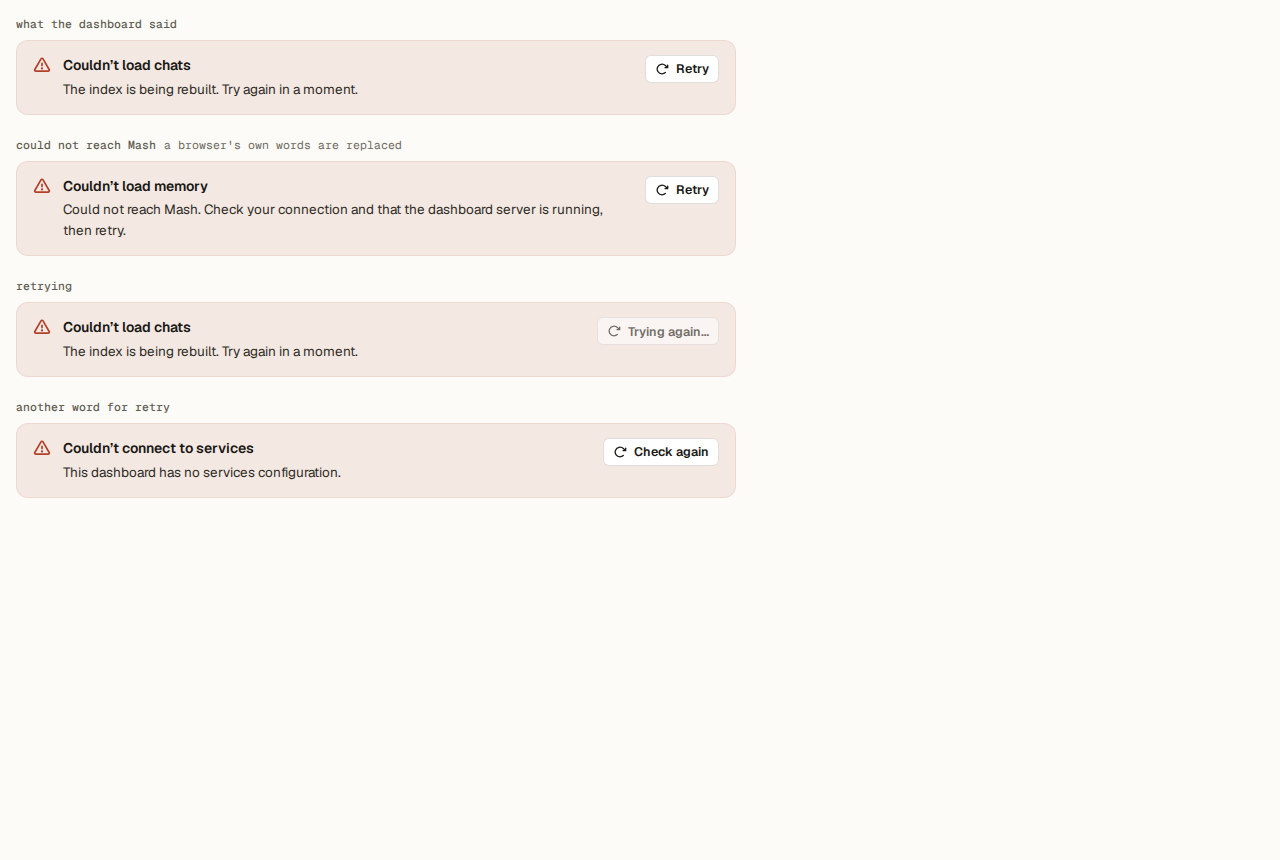 what the dashboard said
Couldn’t load chats
Retry
The index is being rebuilt. Try again in a moment.
could not reach Mash a browser's own words are replaced
Couldn’t load memory
Retry
Could not reach Mash. Check your connection and that the dashboard server is running,
then retry.
retrying
Couldn’t load chats
Trying again…
The index is being rebuilt. Try again in a moment.
another word for retry
Couldn’t connect to services
Check again
This dashboard has no services configuration.